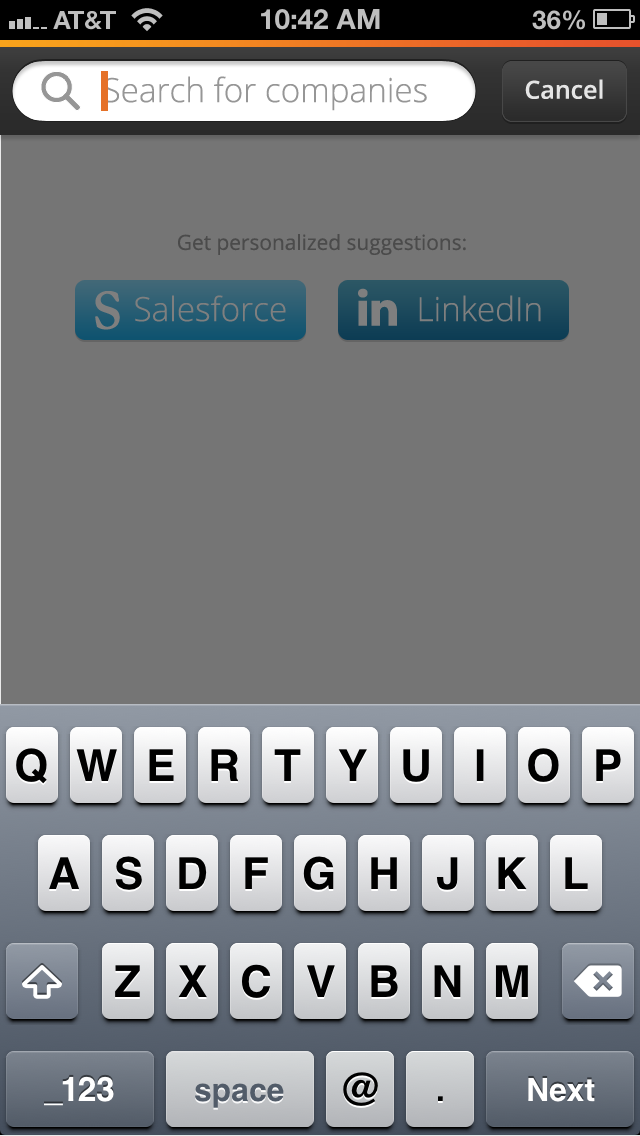 AT&T 10:42 AM 36%
Search for companies Cancel
Get personalized suggestions:
S Salesforce in LinkedIn
Q W E R T Y U I O P
A S D F G H J K L
Z X C V B N M
_123 space @ . Next